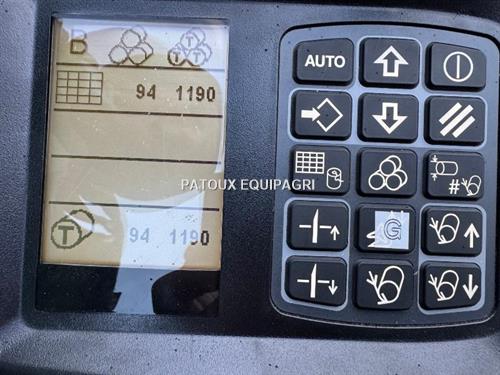 B
T
T T
94 1190
T 94 1190
AUTO
#
G
PATOUX EQUIPAGRI